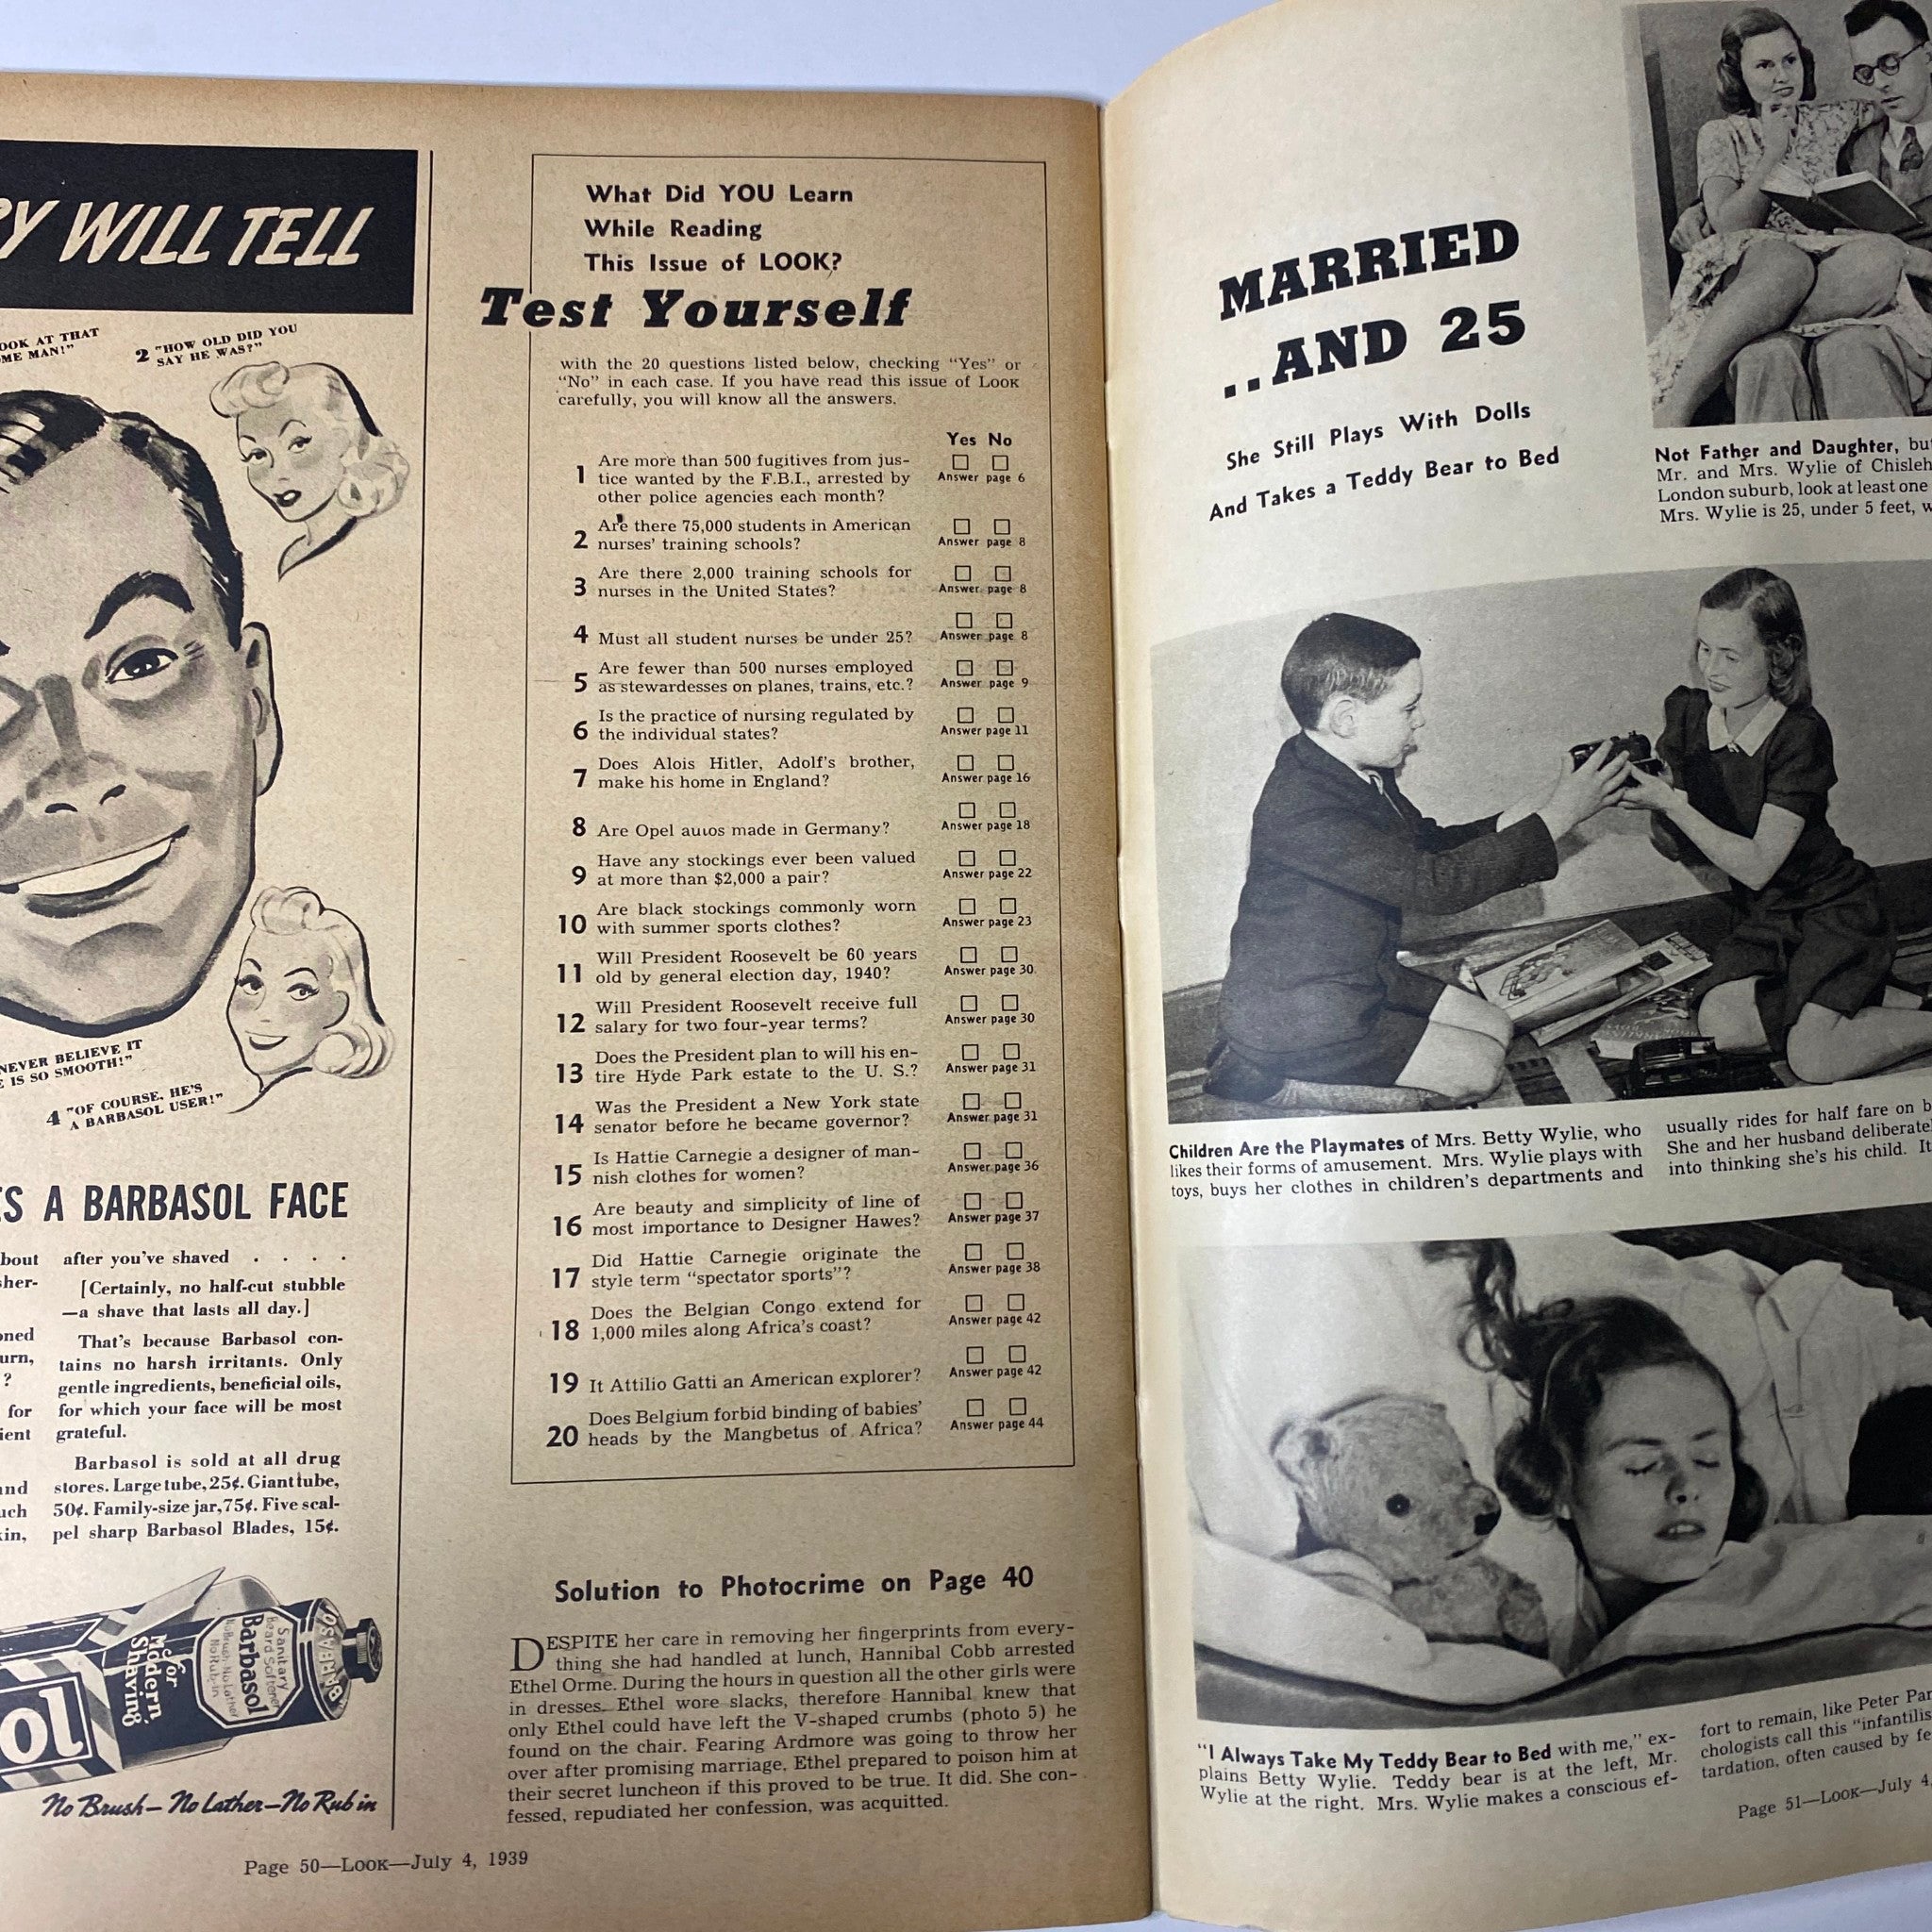 Y WILL TELL
OOK AT THAT
OME MAN!"
2 "HOW OLD DID YOU
SAY HE WAS?"
NEVER BELIEVE IT
IS SO SMOOTH!"
4 "OF COURSE. HE'S
A BARBASOL USER!"
A BARBASOL FACE
bout
sher-
oned
urn,
?
for
ient
and
uch
kin,
after you've shaved . . . .
[Certainly, no half-cut stubble
—a shave that lasts all day.]
That's because Barbasol con-
tains no harsh irritants. Only
gentle ingredients, beneficial oils,
for which your face will be most
grateful.
Barbasol is sold at all drug
stores. Large tube, 25¢. Giant tube,
50¢. Family-size jar, 75¢. Five scal-
pel sharp Barbasol Blades, 15¢.
ol
for
Modern
Shaving
Sanitary
Beard Softener
Barbasol
No Brush-No Lather
No Rub-in
BARBASOL
No Brush—No Lather—No Rub in
What Did YOU Learn
While Reading
This Issue of LOOK?
Test Yourself
with the 20 questions listed below, checking "Yes" or
"No" in each case. If you have read this issue of LOOK
carefully, you will know all the answers.
Yes No
1 Are more than 500 fugitives from jus-
tice wanted by the F.B.I., arrested by
other police agencies each month?
Answer page 6
2 Are there 75,000 students in American
nurses' training schools?
Answer page 8
3 Are there 2,000 training schools for
nurses in the United States?
Answer page 8
4 Must all student nurses be under 25?
Answer page 8
5 Are fewer than 500 nurses employed
as stewardesses on planes, trains, etc.?
Answer page 9
6 Is the practice of nursing regulated by
the individual states?
Answer page 11
7 Does Alois Hitler, Adolf's brother,
make his home in England?
Answer page 16
8 Are Opel autos made in Germany?
Answer page 18
9 Have any stockings ever been valued
at more than $2,000 a pair?
Answer page 22
10 Are black stockings commonly worn
with summer sports clothes?
Answer page 23
11 Will President Roosevelt be 60 years
old by general election day, 1940?
Answer page 30
12 Will President Roosevelt receive full
salary for two four-year terms?
Answer page 30
13 Does the President plan to will his en-
tire Hyde Park estate to the U. S.?
Answer page 31
14 Was the President a New York state
senator before he became governor?
Answer page 31
15 Is Hattie Carnegie a designer of man-
nish clothes for women?
Answer page 36
16 Are beauty and simplicity of line of
most importance to Designer Hawes?
Answer page 37
17 Did Hattie Carnegie originate the
style term "spectator sports"?
Answer page 38
18 Does the Belgian Congo extend for
1,000 miles along Africa's coast?
Answer page 42
19 It Attilio Gatti an American explorer?
Answer page 42
20 Does Belgium forbid binding of babies'
heads by the Mangbetus of Africa?
Answer page 44
Solution to Photocrime on Page 40
DESPITE her care in removing her fingerprints from every-
thing she had handled at lunch, Hannibal Cobb arrested
Ethel Orme. During the hours in question all the other girls were
in dresses. Ethel wore slacks, therefore Hannibal knew that
only Ethel could have left the V-shaped crumbs (photo 5) he
found on the chair. Fearing Ardmore was going to throw her
over after promising marriage, Ethel prepared to poison him at
their secret luncheon if this proved to be true. It did. She con-
fessed, repudiated her confession, was acquitted.
Page 50—LOOK—July 4, 1939
MARRIED
..AND 25
She Still Plays With Dolls
And Takes a Teddy Bear to Bed
Not Father and Daughter, but
Mr. and Mrs. Wylie of Chisleh
London suburb, look at least one
Mrs. Wylie is 25, under 5 feet, w
Children Are the Playmates of Mrs. Betty Wylie, who
likes their forms of amusement. Mrs. Wylie plays with
toys, buys her clothes in children's departments and
usually rides for half fare on b
She and her husband deliberatel
into thinking she's his child. It
"I Always Take My Teddy Bear to Bed with me," ex-
plains Betty Wylie. Teddy bear is at the left, Mr.
Wylie at the right. Mrs. Wylie makes a conscious ef-
fort to remain, like Peter Pan
chologists call this "infantilis
tardation, often caused by fe
Page 51—LOOK—July 4,